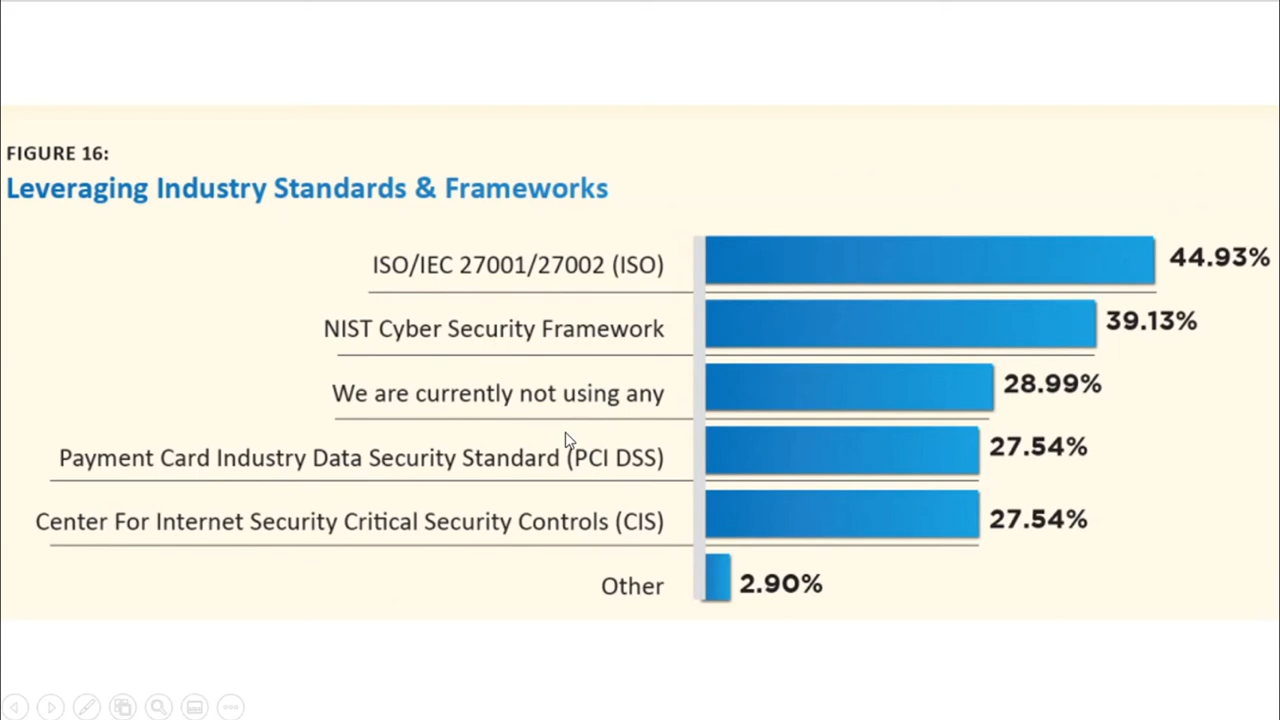 FIGURE 16:
Leveraging Industry Standards & Frameworks
ISO/IEC 27001/27002 (ISO) 44.93%
NIST Cyber Security Framework 39.13%
We are currently not using any 28.99%
Payment Card Industry Data Security Standard (PCI DSS) 27.54%
Center For Internet Security Critical Security Controls (CIS) 27.54%
Other 2.90%